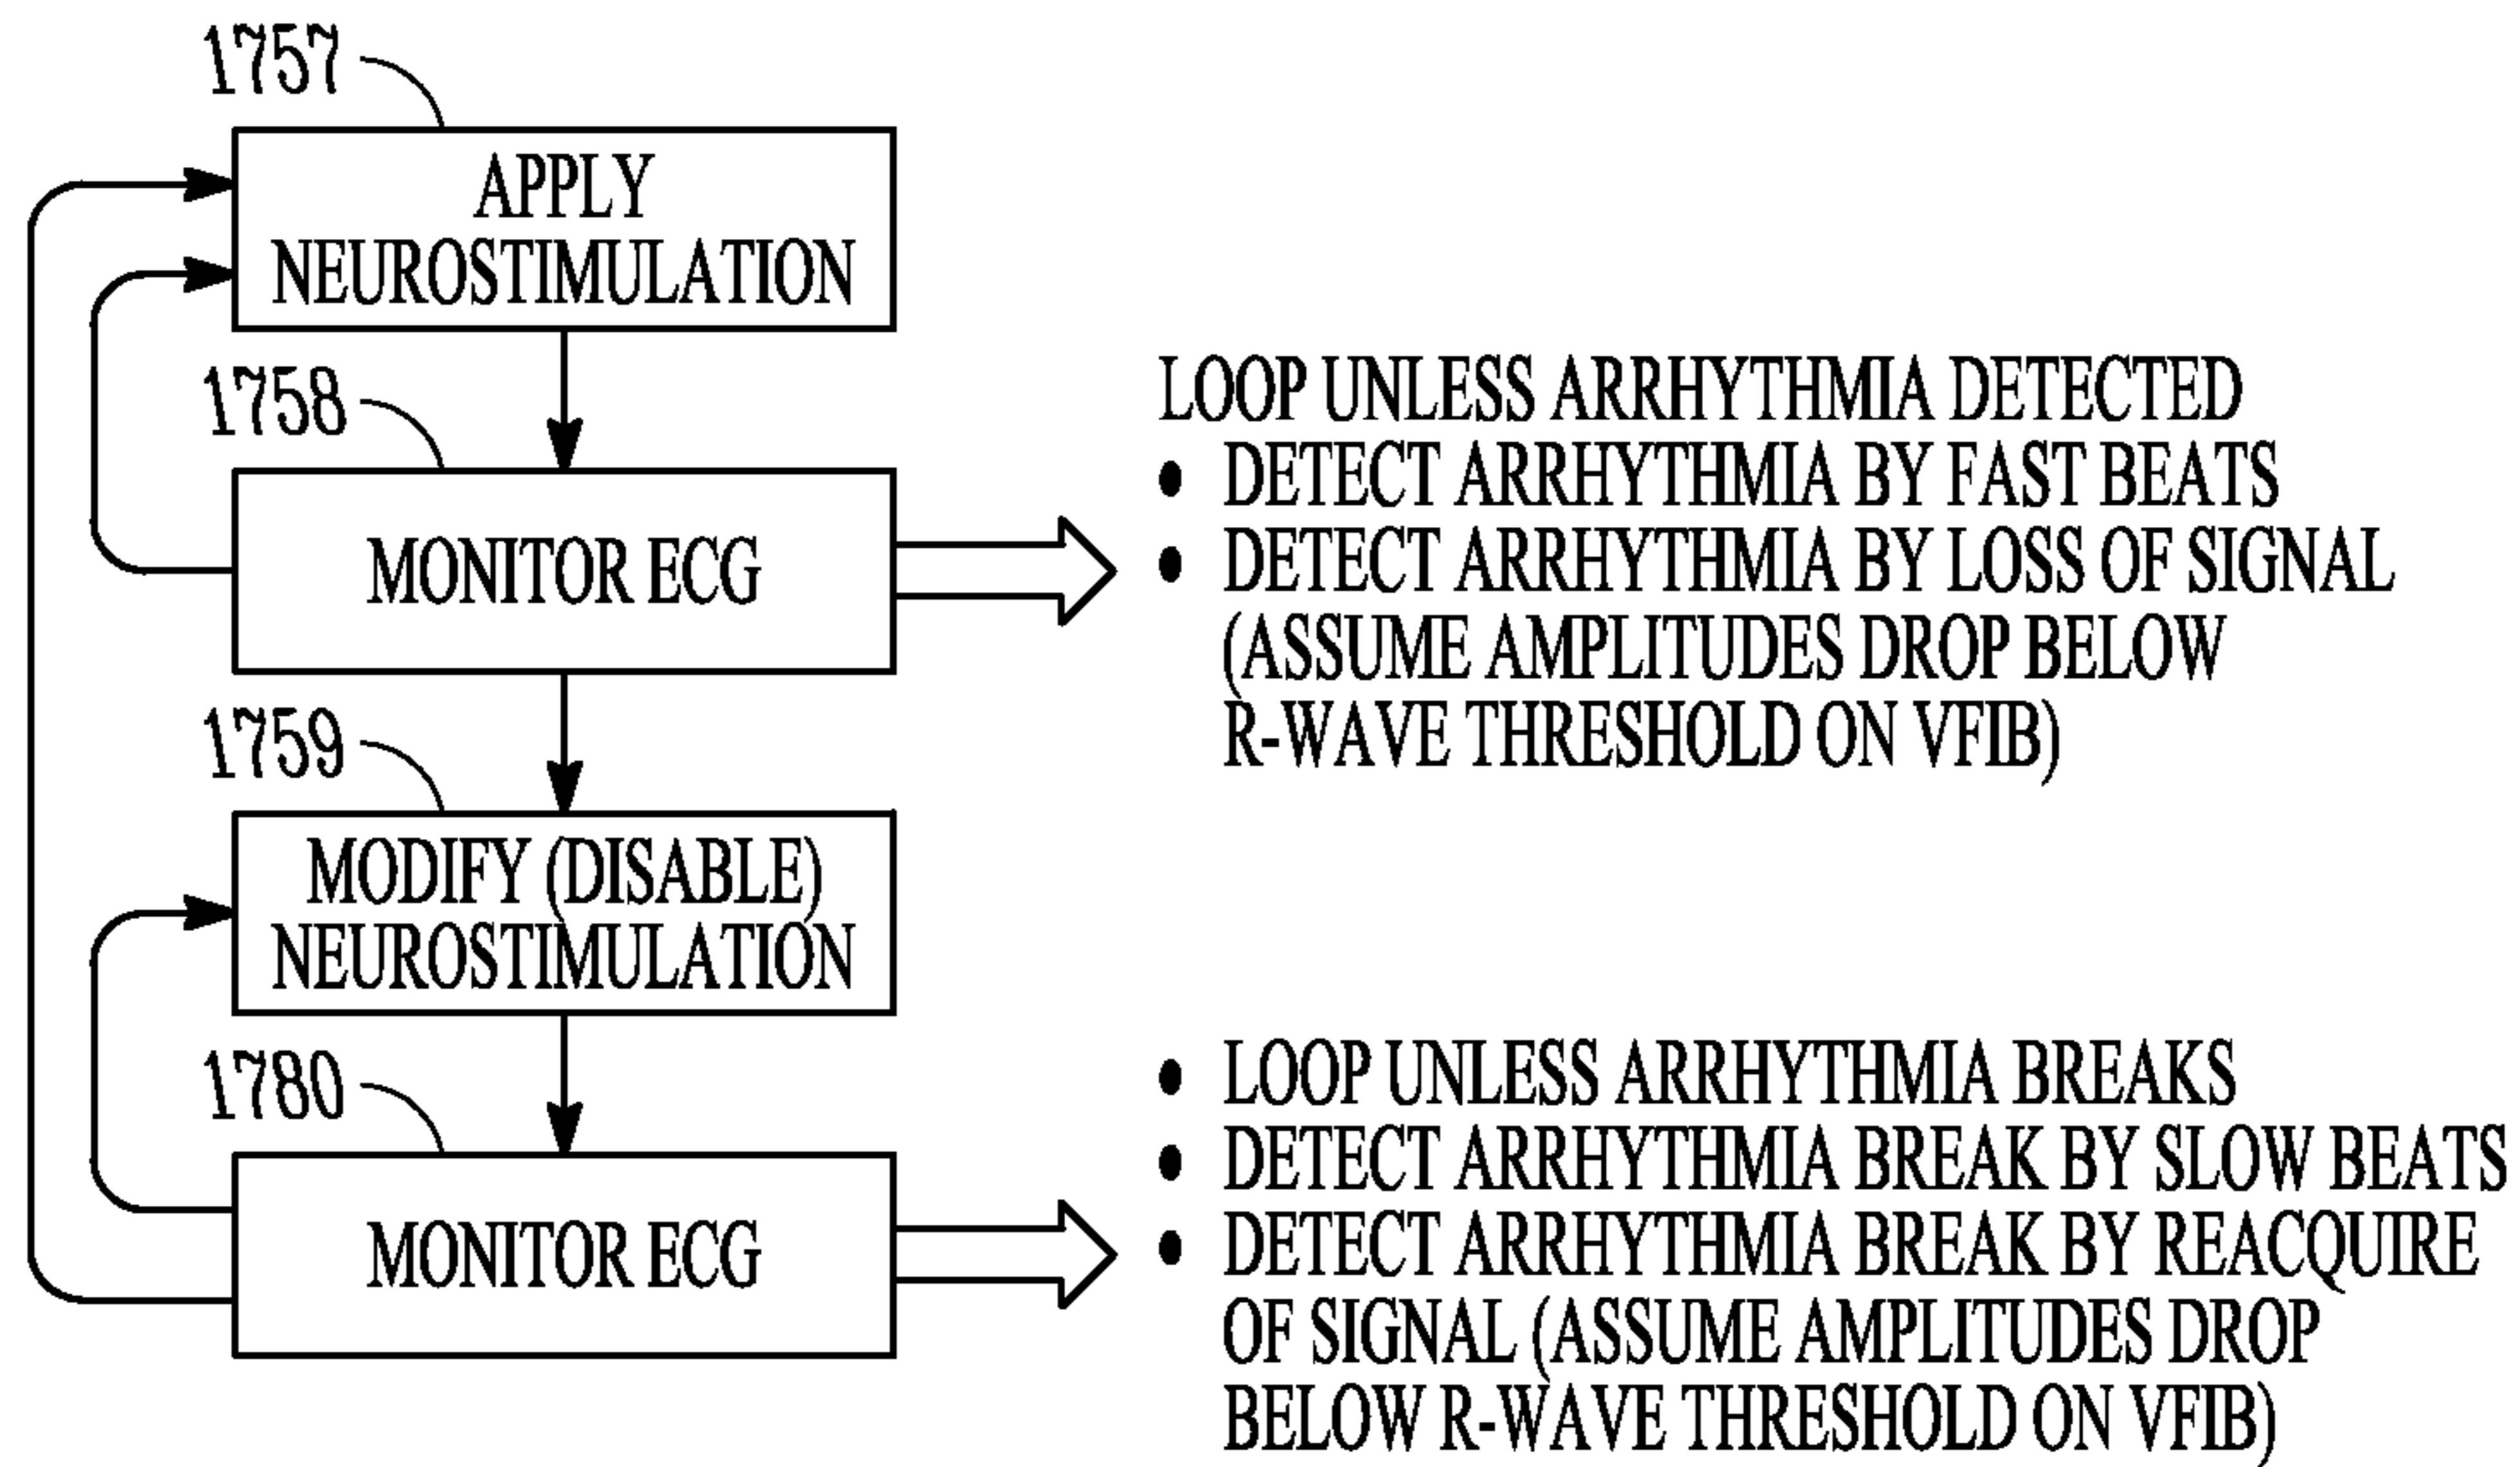 1757
APPLY
NEUROSTIMULATION
1758
MONITOR ECG
LOOP UNLESS ARRHYTHMIA DETECTED
• DETECT ARRHYTHMIA BY FAST BEATS
• DETECT ARRHYTHMIA BY LOSS OF SIGNAL
(ASSUME AMPLITUDES DROP BELOW
R-WAVE THRESHOLD ON VFIB)
1759
MODIFY (DISABLE)
NEUROSTIMULATION
1780
MONITOR ECG
• LOOP UNLESS ARRHYTHMIA BREAKS
• DETECT ARRHYTHMIA BREAK BY SLOW BEATS
• DETECT ARRHYTHMIA BREAK BY REACQUIRE
OF SIGNAL (ASSUME AMPLITUDES DROP
BELOW R-WAVE THRESHOLD ON VFIB)